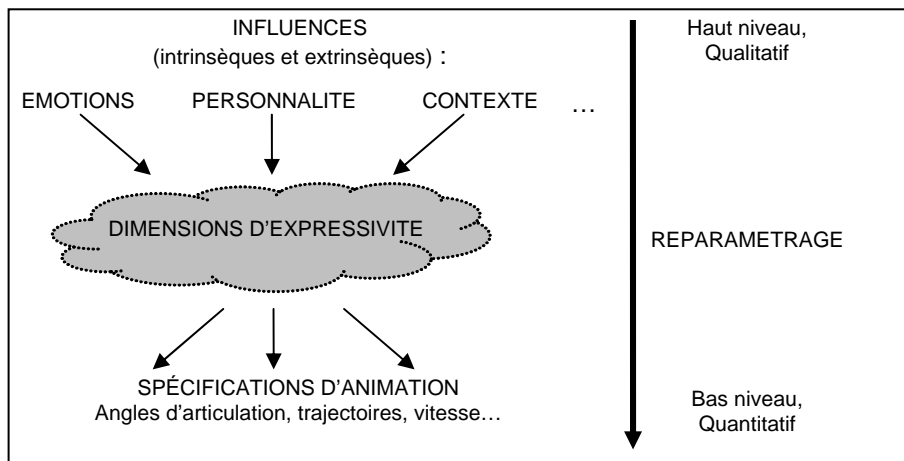 INFLUENCES
(intrinsèques et extrinsèques) :
EMOTIONS PERSONNALITE CONTEXTE …
DIMENSIONS D’EXPRESSIVITE
SPÉCIFICATIONS D’ANIMATION
Angles d’articulation, trajectoires, vitesse…
Haut niveau,
Qualitatif
REPARAMETRAGE
Bas niveau,
Quantitatif